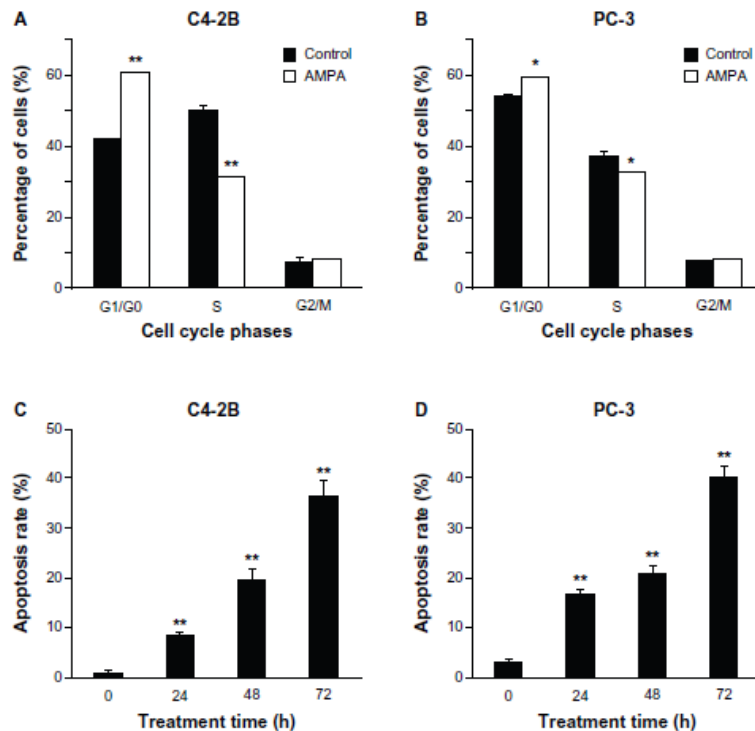 A
C4-2B
Control
AMPA
Percentage of cells (%)
60
40
20
0
**
**
G1/G0
S
G2/M
Cell cycle phases
B
PC-3
Control
AMPA
Percentage of cells (%)
60
40
20
0
*
*
G1/G0
S
G2/M
Cell cycle phases
C
C4-2B
Apoptosis rate (%)
50
40
30
20
10
0
**
**
**
0
24
48
72
Treatment time (h)
D
PC-3
Apoptosis rate (%)
50
40
30
20
10
0
**
**
**
0
24
48
72
Treatment time (h)